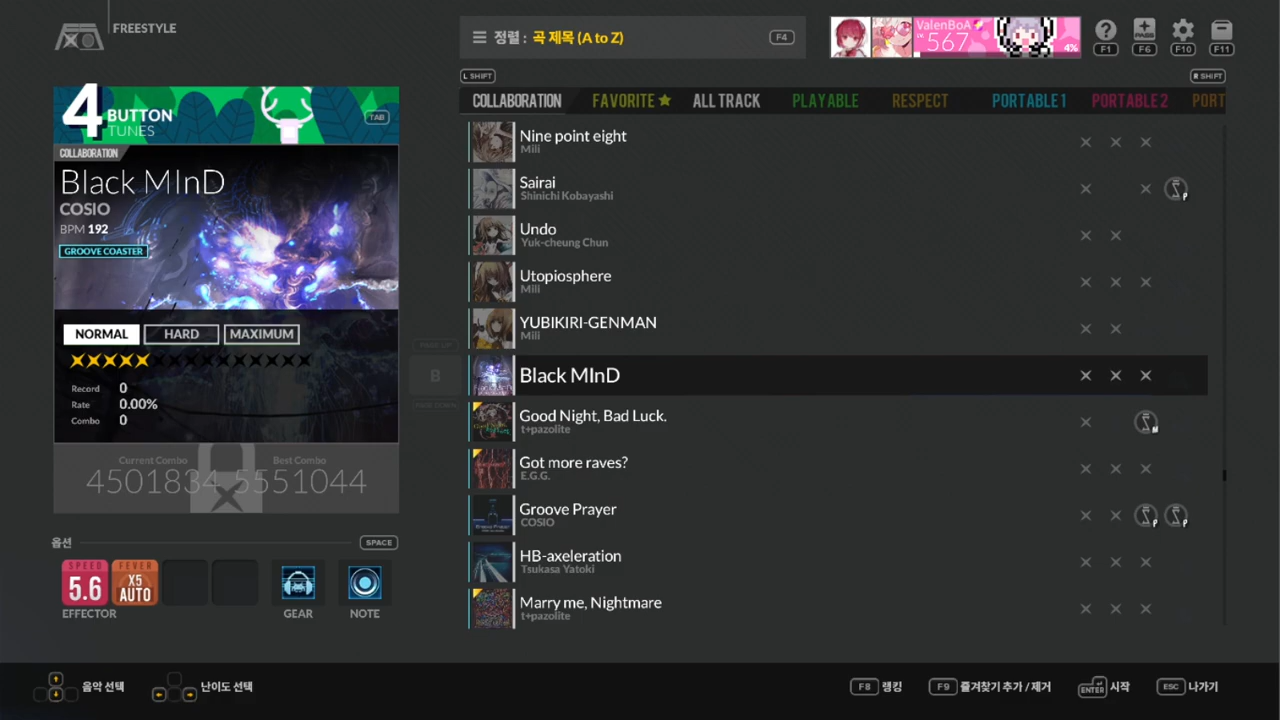 FREESTYLE
정렬 : 곡 제목 (A to Z)
F4
ValenBoA
LV. 567
4%
F1
PASS
F6
F10
F11
L SHIFT
R SHIFT
COLLABORATION
FAVORITE ★
ALL TRACK
PLAYABLE
RESPECT
PORTABLE 1
PORTABLE 2
PORT
4 BUTTON
TUNES
TAB
COLLABORATION
Black MInD
COSIO
BPM 192
GROOVE COASTER
NORMAL
HARD
MAXIMUM
Record 0
Rate 0.00%
Combo 0
Current Combo
Best Combo
4501834
5551044
옵션
SPACE
SPEED
5.6
FEVER
X5
AUTO
EFFECTOR
GEAR
NOTE
B
Nine point eight
Mili
Sairai
Shinichi Kobayashi
Undo
Yuk-cheung Chun
Utopiosphere
Mili
YUBIKIRI-GENMAN
Mili
Black MInD
Good Night, Bad Luck.
t+pazolite
Got more raves?
E.G.G.
Groove Prayer
COSIO
HB-axeleration
Tsukasa Yatoki
Marry me, Nightmare
t+pazolite
음악 선택
난이도 선택
F8 랭킹
F9 즐겨찾기 추가 / 제거
ENTER 시작
ESC 나가기